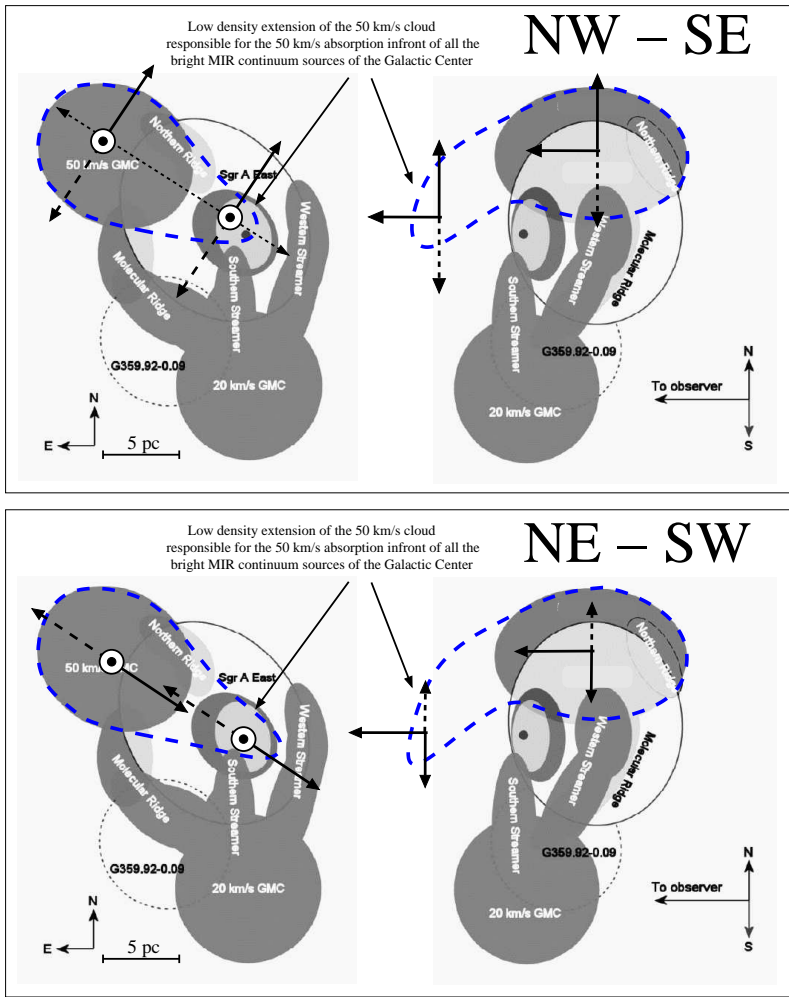 Low density extension of the 50 km/s cloud
responsible for the 50 km/s absorption infront of all the
bright MIR continuum sources of the Galactic Center
NW – SE
50 km/s GMC
Northern Ridge
Sgr A East
Western Streamer
Molecular Ridge
Southern Streamer
G359.92-0.09
20 km/s GMC
N
E
5 pc
Northern Ridge
Western Streamer
Molecular Ridge
Southern Streamer
G359.92-0.09
20 km/s GMC
To observer
N
S
Low density extension of the 50 km/s cloud
responsible for the 50 km/s absorption infront of all the
bright MIR continuum sources of the Galactic Center
NE – SW
50 km/s GMC
Northern Ridge
Sgr A East
Western Streamer
Molecular Ridge
Southern Streamer
G359.92-0.09
20 km/s GMC
N
E
5 pc
Northern Ridge
Western Streamer
Molecular Ridge
Southern Streamer
G359.92-0.09
20 km/s GMC
To observer
N
S